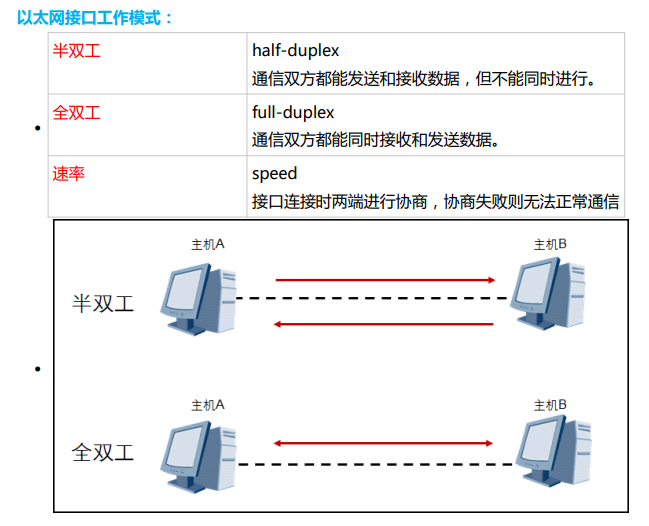 以太网接口工作模式：
半双工
half-duplex
通信双方都能发送和接收数据，但不能同时进行。
全双工
full-duplex
通信双方都能同时接收和发送数据。
速率
speed
接口连接时两端进行协商，协商失败则无法正常通信
主机A
主机B
半双工
主机A
主机B
全双工